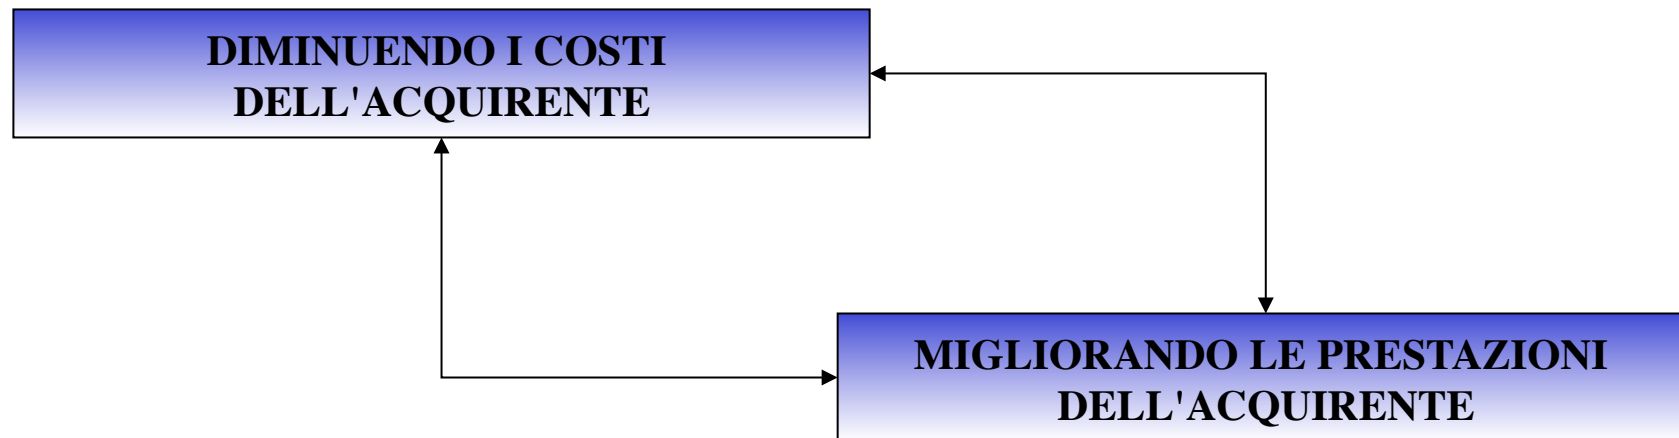 DIMINUENDO I COSTI
DELL'ACQUIRENTE
MIGLIORANDO LE PRESTAZIONI
DELL'ACQUIRENTE